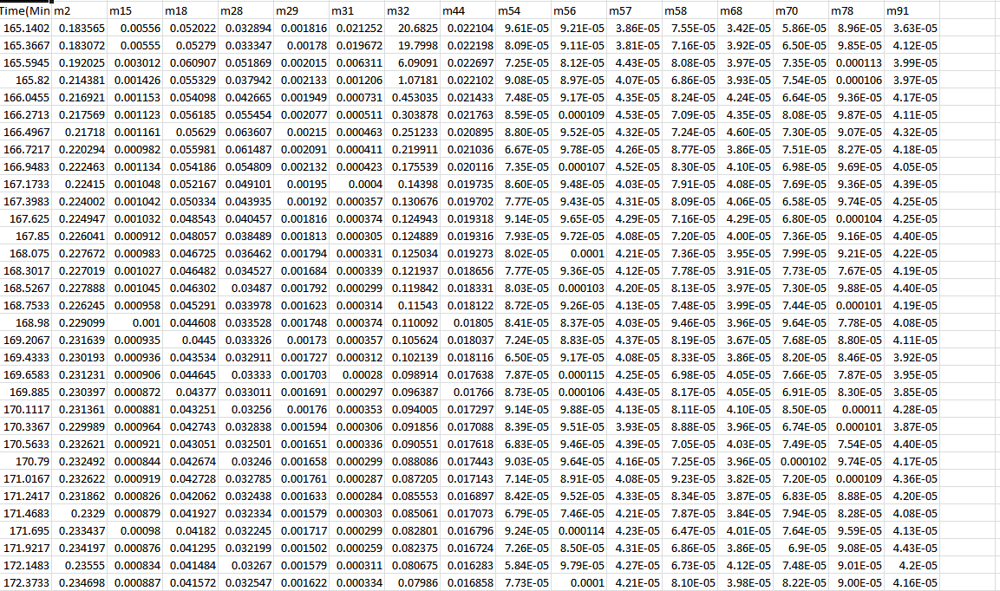 Time(Min m2 m15 m18 m28 m29 m31 m32 m44 m54 m56 m57 m58 m68 m70 m78 m91
165.1402 0.183565 0.00556 0.052022 0.032894 0.001816 0.021252 20.6825 0.022104 9.61E-05 9.21E-05 3.86E-05 7.55E-05 3.42E-05 5.86E-05 8.96E-05 3.63E-05
165.3667 0.183072 0.00555 0.05279 0.033347 0.00178 0.019672 19.7998 0.022198 8.09E-05 9.11E-05 3.81E-05 7.16E-05 3.92E-05 6.50E-05 9.85E-05 4.12E-05
165.5945 0.192025 0.003012 0.060907 0.051869 0.002015 0.006311 6.09091 0.022697 7.25E-05 8.12E-05 4.43E-05 8.08E-05 3.97E-05 7.35E-05 0.000113 3.99E-05
165.82 0.214381 0.001426 0.055329 0.037942 0.002133 0.001206 1.07181 0.022102 9.08E-05 8.97E-05 4.07E-05 6.86E-05 3.93E-05 7.54E-05 0.000106 3.97E-05
166.0455 0.216921 0.001153 0.054098 0.042665 0.001949 0.000731 0.453035 0.021433 7.48E-05 9.17E-05 4.35E-05 8.24E-05 4.24E-05 6.64E-05 9.36E-05 4.17E-05
166.2713 0.217569 0.001123 0.056185 0.055454 0.002077 0.000511 0.303878 0.021763 8.59E-05 0.000109 4.53E-05 7.09E-05 4.35E-05 8.08E-05 9.87E-05 4.11E-05
166.4967 0.21718 0.001161 0.05629 0.063607 0.00215 0.000463 0.251233 0.020895 8.80E-05 9.52E-05 4.32E-05 7.24E-05 4.60E-05 7.30E-05 9.07E-05 4.32E-05
166.7217 0.220294 0.000982 0.055981 0.061487 0.002091 0.000411 0.219911 0.021036 6.67E-05 9.78E-05 4.26E-05 8.77E-05 3.86E-05 7.51E-05 8.27E-05 4.18E-05
166.9483 0.222463 0.001134 0.054186 0.054809 0.002132 0.000423 0.175539 0.020116 7.35E-05 0.000107 4.52E-05 8.30E-05 4.10E-05 6.98E-05 9.69E-05 4.05E-05
167.1733 0.22415 0.001048 0.052167 0.049101 0.00195 0.0004 0.14398 0.019735 8.60E-05 9.48E-05 4.03E-05 7.91E-05 4.08E-05 7.69E-05 9.36E-05 4.39E-05
167.3983 0.224002 0.001042 0.050334 0.043935 0.00192 0.000357 0.130676 0.019702 7.77E-05 9.43E-05 4.31E-05 8.09E-05 4.06E-05 6.58E-05 9.74E-05 4.25E-05
167.625 0.224947 0.001032 0.048543 0.040457 0.001816 0.000374 0.124943 0.019318 9.14E-05 9.65E-05 4.29E-05 7.16E-05 4.29E-05 6.80E-05 0.000104 4.25E-05
167.85 0.226041 0.000912 0.048057 0.038489 0.001813 0.000305 0.124889 0.019316 7.93E-05 9.72E-05 4.08E-05 7.20E-05 4.00E-05 7.36E-05 9.16E-05 4.40E-05
168.075 0.227672 0.000983 0.046725 0.036462 0.001794 0.000331 0.125034 0.019273 8.02E-05 0.0001 4.21E-05 7.36E-05 3.95E-05 7.99E-05 9.21E-05 4.22E-05
168.3017 0.227019 0.001027 0.046482 0.034527 0.001684 0.000339 0.121937 0.018656 7.77E-05 9.36E-05 4.12E-05 7.78E-05 3.91E-05 7.73E-05 7.67E-05 4.19E-05
168.5267 0.227888 0.001045 0.046302 0.03487 0.001792 0.000299 0.119842 0.018331 8.03E-05 0.000103 4.20E-05 8.13E-05 3.97E-05 7.30E-05 9.88E-05 4.40E-05
168.7533 0.226245 0.000958 0.045291 0.033978 0.001623 0.000314 0.11543 0.018122 8.72E-05 9.26E-05 4.13E-05 7.48E-05 3.99E-05 7.44E-05 0.000101 4.19E-05
168.98 0.229099 0.001 0.044608 0.033528 0.001748 0.000374 0.110092 0.01805 8.41E-05 8.37E-05 4.03E-05 9.46E-05 3.96E-05 9.64E-05 7.78E-05 4.08E-05
169.2067 0.231639 0.000935 0.0445 0.033326 0.00173 0.000357 0.105624 0.018037 7.24E-05 8.83E-05 4.37E-05 8.19E-05 3.67E-05 7.68E-05 8.80E-05 4.11E-05
169.4333 0.230193 0.000936 0.043534 0.032911 0.001727 0.000312 0.102139 0.018116 6.50E-05 9.17E-05 4.08E-05 8.33E-05 3.86E-05 8.20E-05 8.46E-05 3.92E-05
169.6583 0.231231 0.000906 0.044645 0.03333 0.001703 0.00028 0.098914 0.017638 7.87E-05 0.000115 4.25E-05 6.98E-05 4.05E-05 7.66E-05 7.87E-05 3.95E-05
169.885 0.230397 0.000872 0.04377 0.033011 0.001691 0.000297 0.096387 0.01766 8.73E-05 0.000106 4.43E-05 8.17E-05 4.05E-05 6.91E-05 8.30E-05 3.85E-05
170.1117 0.231361 0.000881 0.043251 0.03256 0.00176 0.000353 0.094005 0.017297 9.14E-05 9.88E-05 4.13E-05 8.11E-05 4.10E-05 8.50E-05 0.00011 4.28E-05
170.3367 0.229989 0.000964 0.042743 0.032838 0.001594 0.000306 0.091856 0.017088 8.39E-05 9.51E-05 3.93E-05 8.88E-05 3.96E-05 6.74E-05 0.000101 3.87E-05
170.5633 0.232621 0.000921 0.043051 0.032501 0.001651 0.000336 0.090551 0.017618 6.83E-05 9.46E-05 4.39E-05 7.05E-05 4.03E-05 7.49E-05 7.54E-05 4.40E-05
170.79 0.232492 0.000844 0.042674 0.03246 0.001658 0.000299 0.088086 0.017443 9.03E-05 9.64E-05 4.16E-05 7.25E-05 3.96E-05 0.000102 9.74E-05 4.17E-05
171.0167 0.232622 0.000919 0.042728 0.032785 0.001761 0.000287 0.087205 0.017143 7.14E-05 8.91E-05 4.08E-05 9.23E-05 3.82E-05 7.20E-05 0.000109 4.36E-05
171.2417 0.231862 0.000826 0.042062 0.032438 0.001633 0.000284 0.085553 0.016897 8.42E-05 9.52E-05 4.33E-05 8.34E-05 3.87E-05 6.83E-05 8.88E-05 4.20E-05
171.4683 0.2329 0.000879 0.041927 0.032334 0.001579 0.000303 0.085061 0.017073 6.79E-05 7.46E-05 4.21E-05 7.87E-05 3.84E-05 7.94E-05 8.28E-05 4.08E-05
171.695 0.233437 0.00098 0.04182 0.032245 0.001717 0.000299 0.082801 0.016796 9.24E-05 0.000114 4.23E-05 6.47E-05 4.01E-05 7.64E-05 9.59E-05 4.13E-05
171.9217 0.234197 0.000876 0.041295 0.032199 0.001502 0.000259 0.082375 0.016724 7.26E-05 8.50E-05 4.31E-05 6.86E-05 3.86E-05 6.9E-05 9.08E-05 4.43E-05
172.1483 0.23555 0.000834 0.041484 0.03267 0.001579 0.000311 0.080675 0.016283 5.84E-05 9.79E-05 4.27E-05 6.73E-05 4.12E-05 7.48E-05 9.01E-05 4.2E-05
172.3733 0.234698 0.000887 0.041572 0.032547 0.001622 0.000334 0.07986 0.016858 7.73E-05 0.0001 4.21E-05 8.10E-05 3.98E-05 8.22E-05 9.00E-05 4.16E-05